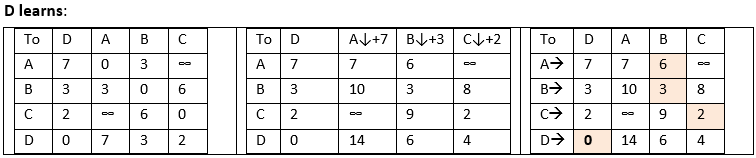 D learns:
To D A B C To D A↓+7 B↓+3 C↓+2 To D A B C
A 7 0 3 ∞ A 7 7 6 ∞ A→ 7 7 6 ∞
B 3 3 0 6 B 3 10 3 8 B→ 3 10 3 8
C 2 ∞ 6 0 C 2 ∞ 9 2 C→ 2 ∞ 9 2
D 0 7 3 2 D 0 14 6 4 D→ 0 14 6 4